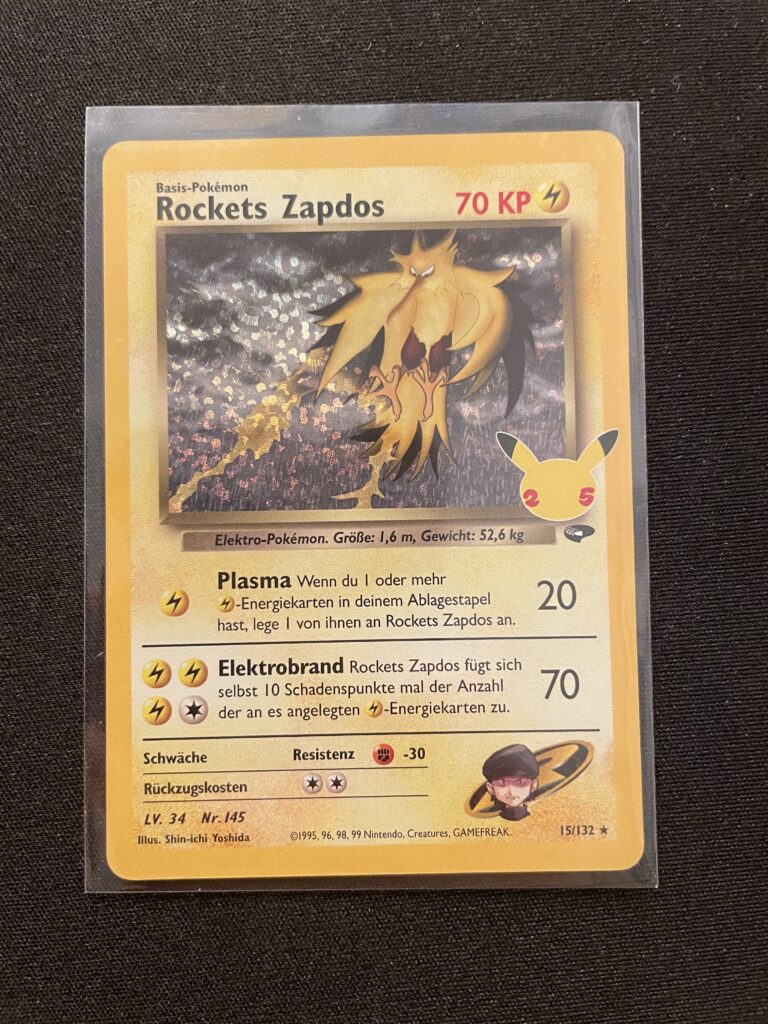 Basis-Pokémon
Rockets Zapdos 70 KP
25
Elektro-Pokémon. Größe: 1,6 m, Gewicht: 52,6 kg
Plasma Wenn du 1 oder mehr
-Energiekarten in deinem Ablagestapel
hast, lege 1 von ihnen an Rockets Zapdos an.
20
Elektrobrand Rockets Zapdos fügt sich
selbst 10 Schadenspunkte mal der Anzahl
der an es angelegten -Energiekarten zu.
70
Schwäche Resistenz -30
Rückzugskosten
LV. 34 Nr. 145
Illus. Shin-ichi Yoshida ©1995, 96, 98, 99 Nintendo, Creatures, GAMEFREAK. 15/132 ★